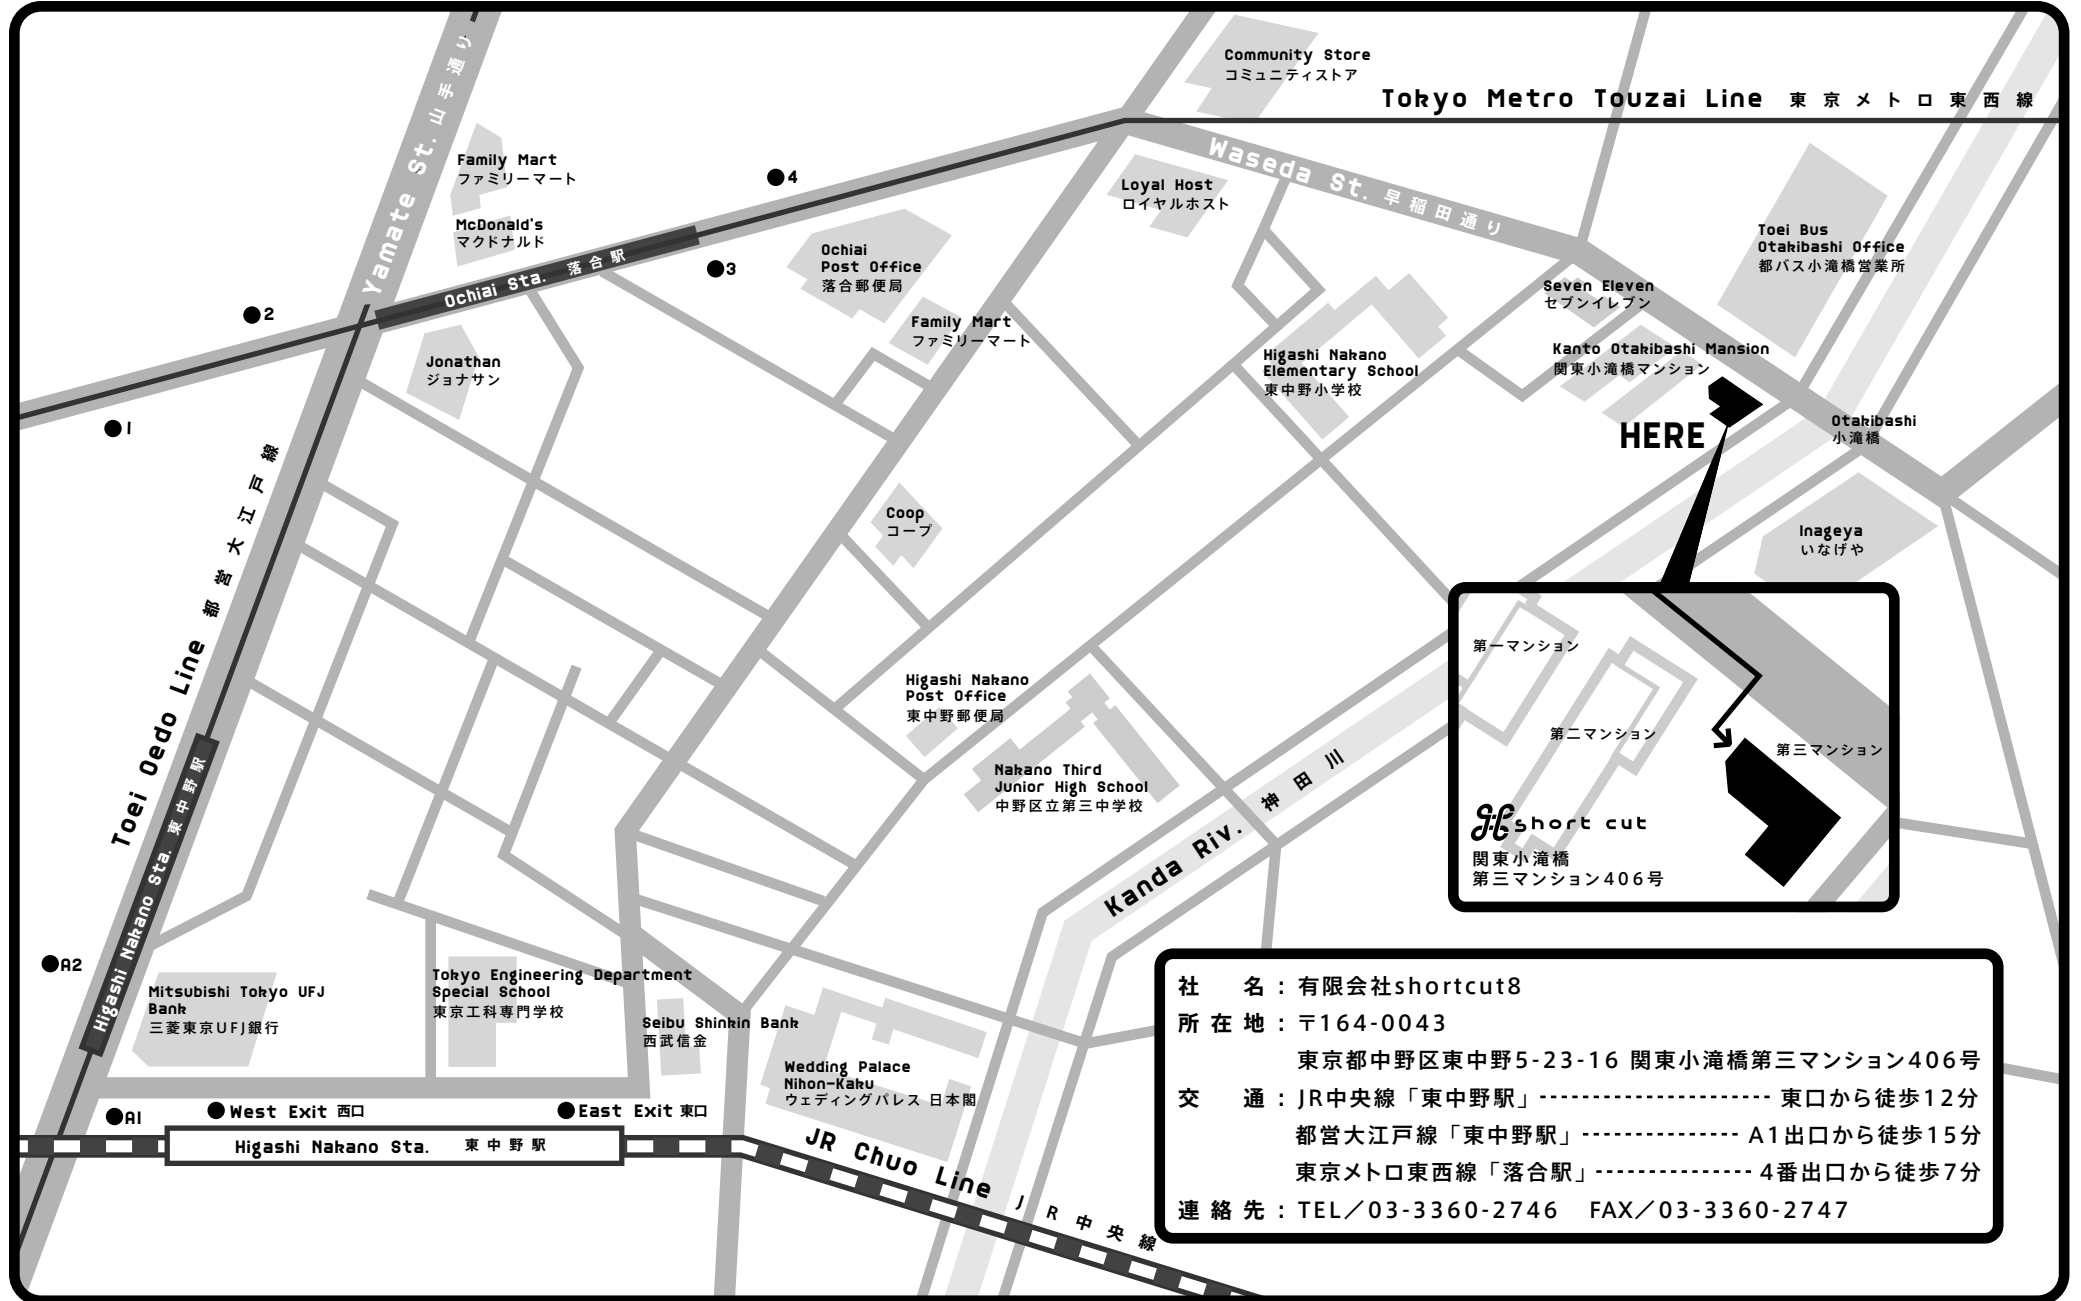 Community Store
コミュニティストア
Tokyo Metro Touzai Line 東京メトロ東西線
Yamate St. 山手通り
Family Mart
ファミリーマート
McDonald's
マクドナルド
4
3
2
1
Ochiai Sta. 落合駅
Ochiai
Post Office
落合郵便局
Family Mart
ファミリーマート
Loyal Host
ロイヤルホスト
Waseda St. 早稲田通り
Toei Bus
Otakibashi Office
都バス小滝橋営業所
Seven Eleven
セブンイレブン
Kanto Otakibashi Mansion
関東小滝橋マンション
Higashi Nakano
Elementary School
東中野小学校
Jonathan
ジョナサン
HERE
Otakibashi
小滝橋
Coop
コープ
Inageya
いなげや
Toei Oedo Line 都営大江戸線
Higashi Nakano
Post Office
東中野郵便局
Nakano Third
Junior High School
中野区立第三中学校
Kanda Riv. 神田川
第一マンション
第二マンション
第三マンション
short cut
関東小滝橋
第三マンション406号
Higashi Nakano Sta. 東中野駅
A2
Mitsubishi Tokyo UFJ
Bank
三菱東京UFJ銀行
Tokyo Engineering Department
Special School
東京工科専門学校
Seibu Shinkin Bank
西武信金
Wedding Palace
Nihon-Kaku
ウェディングパレス 日本閣
A1
West Exit 西口
East Exit 東口
Higashi Nakano Sta. 東中野駅
JR Chuo Line JR中央線
社名:有限会社shortcut8
所在地:〒164-0043
東京都中野区東中野5-23-16 関東小滝橋第三マンション406号
交通:JR中央線「東中野駅」---------------------- 東口から徒歩12分
都営大江戸線「東中野駅」--------------- A1出口から徒歩15分
東京メトロ東西線「落合駅」--------------- 4番出口から徒歩7分
連絡先:TEL/03-3360-2746 FAX/03-3360-2747